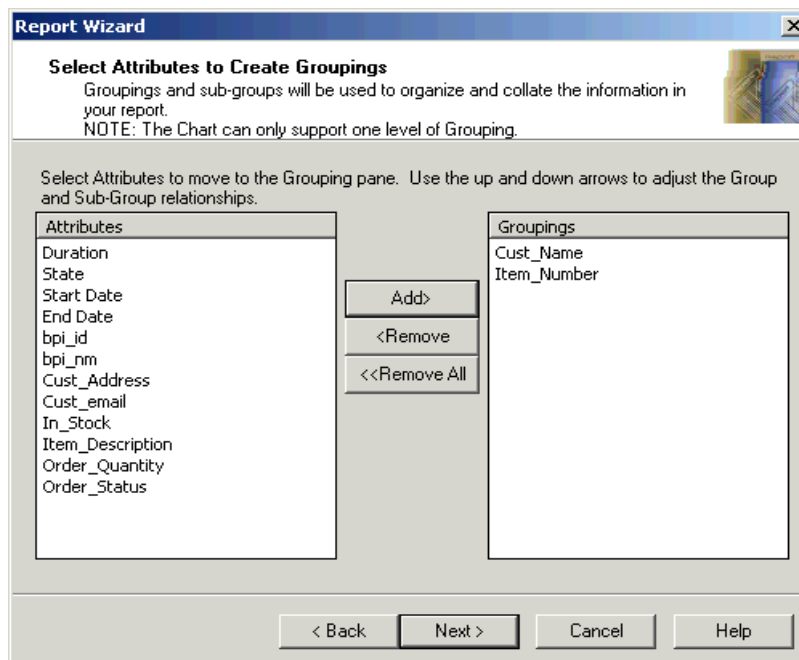 Report Wizard
Select Attributes to Create Groupings
Groupings and sub-groups will be used to organize and collate the information in
your report.
NOTE: The Chart can only support one level of Grouping.
Select Attributes to move to the Grouping pane. Use the up and down arrows to adjust the Group
and Sub-Group relationships.
Attributes
Duration
State
Start Date
End Date
bpi_id
bpi_nm
Cust_Address
Cust_email
In_Stock
Item_Description
Order_Quantity
Order_Status
Add>
<Remove
<<Remove All
Groupings
Cust_Name
Item_Number
< Back
Next >
Cancel
Help